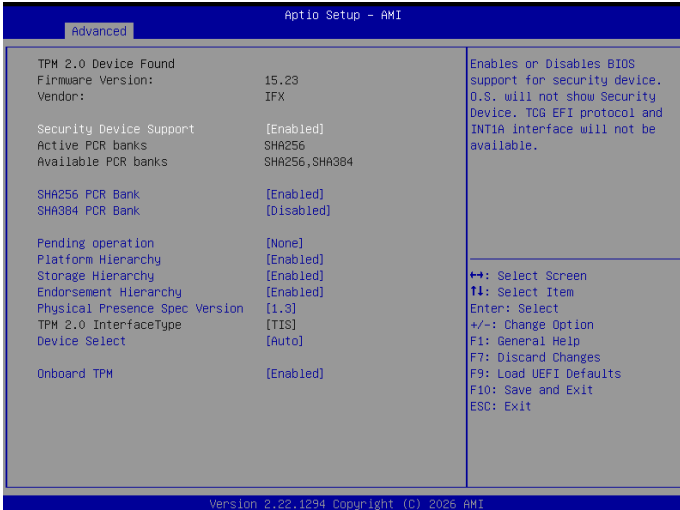 Aptio Setup - AMI
Advanced
TPM 2.0 Device Found
Firmware Version: 15.23
Vendor: IFX
Security Device Support [Enabled]
Active PCR banks SHA256
Available PCR banks SHA256,SHA384
SHA256 PCR Bank [Enabled]
SHA384 PCR Bank [Disabled]
Pending operation [None]
Platform Hierarchy [Enabled]
Storage Hierarchy [Enabled]
Endorsement Hierarchy [Enabled]
Physical Presence Spec Version [1.3]
TPM 2.0 InterfaceType [TIS]
Device Select [Auto]
Onboard TPM [Enabled]
Enables or Disables BIOS
support for security device.
O.S. will not show Security
Device. TCG EFI protocol and
INT1A interface will not be
available.
↔: Select Screen
↑↓: Select Item
Enter: Select
+/-: Change Option
F1: General Help
F7: Discard Changes
F9: Load UEFI Defaults
F10: Save and Exit
ESC: Exit
Version 2.22.1294 Copyright (C) 2026 AMI